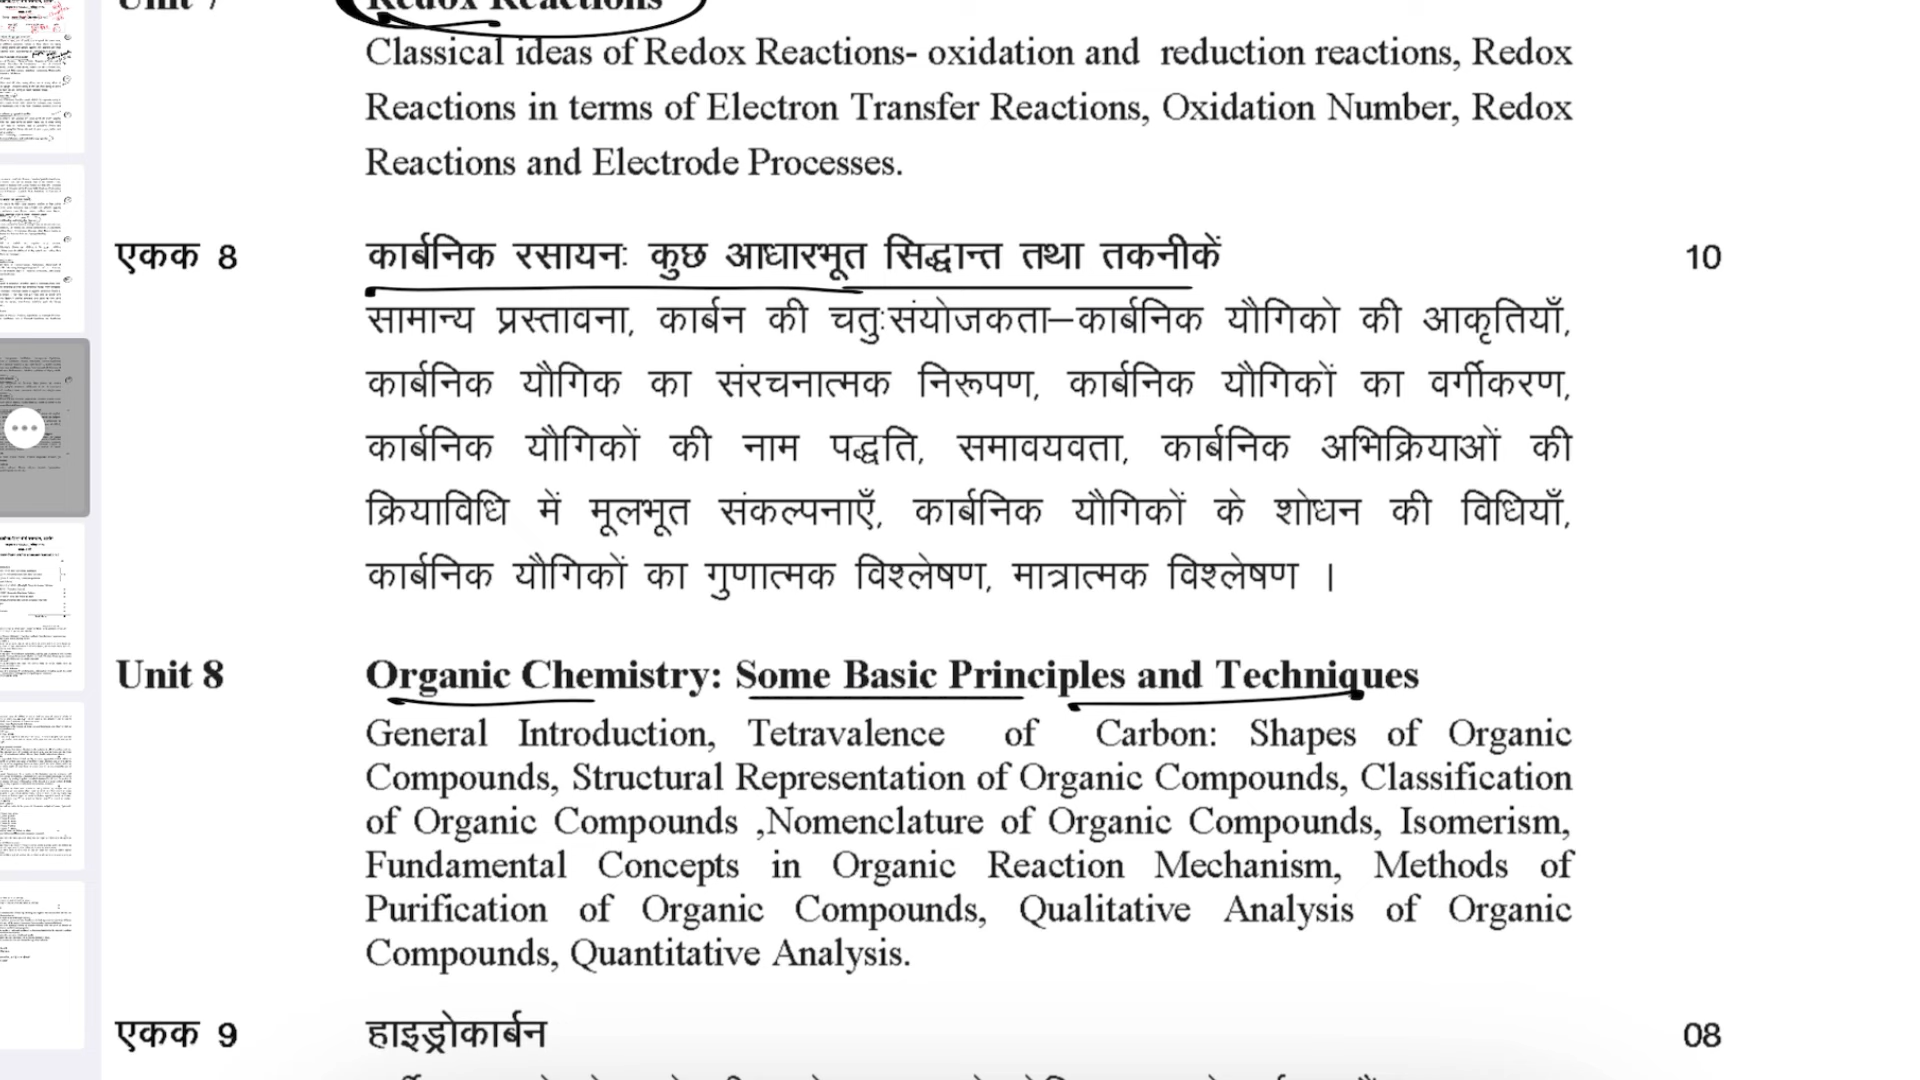 Unit 7 Redox Reactions
Classical ideas of Redox Reactions- oxidation and reduction reactions, Redox
Reactions in terms of Electron Transfer Reactions, Oxidation Number, Redox
Reactions and Electrode Processes.
एकक 8 कार्बनिक रसायनः कुछ आधारभूत सिद्धान्त तथा तकनीकें 10
सामान्य प्रस्तावना, कार्बन की चतुःसंयोजकता–कार्बनिक यौगिको की आकृतियाँ,
कार्बनिक यौगिक का संरचनात्मक निरूपण, कार्बनिक यौगिकों का वर्गीकरण,
कार्बनिक यौगिकों की नाम पद्धति, समावयवता, कार्बनिक अभिक्रियाओं की
क्रियाविधि में मूलभूत संकल्पनाएँ, कार्बनिक यौगिकों के शोधन की विधियाँ,
कार्बनिक यौगिकों का गुणात्मक विश्लेषण, मात्रात्मक विश्लेषण ।
Unit 8 Organic Chemistry: Some Basic Principles and Techniques
General Introduction, Tetravalence of Carbon: Shapes of Organic
Compounds, Structural Representation of Organic Compounds, Classification
of Organic Compounds ,Nomenclature of Organic Compounds, Isomerism,
Fundamental Concepts in Organic Reaction Mechanism, Methods of
Purification of Organic Compounds, Qualitative Analysis of Organic
Compounds, Quantitative Analysis.
एकक 9 हाइड्रोकार्बन 08